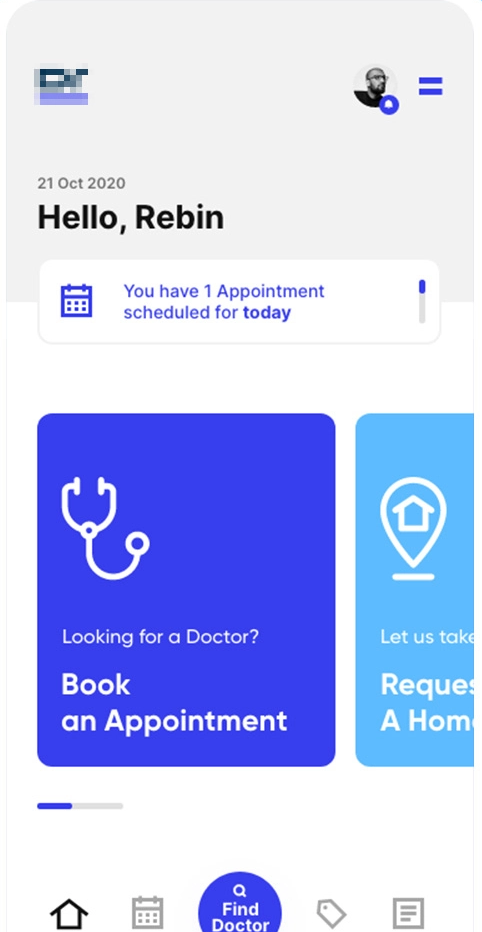 21 Oct 2020
Hello, Rebin
You have 1 Appointment
scheduled for today
Looking for a Doctor?
Book
an Appointment
Let us take
Reques
A Hom
Find
Doctor